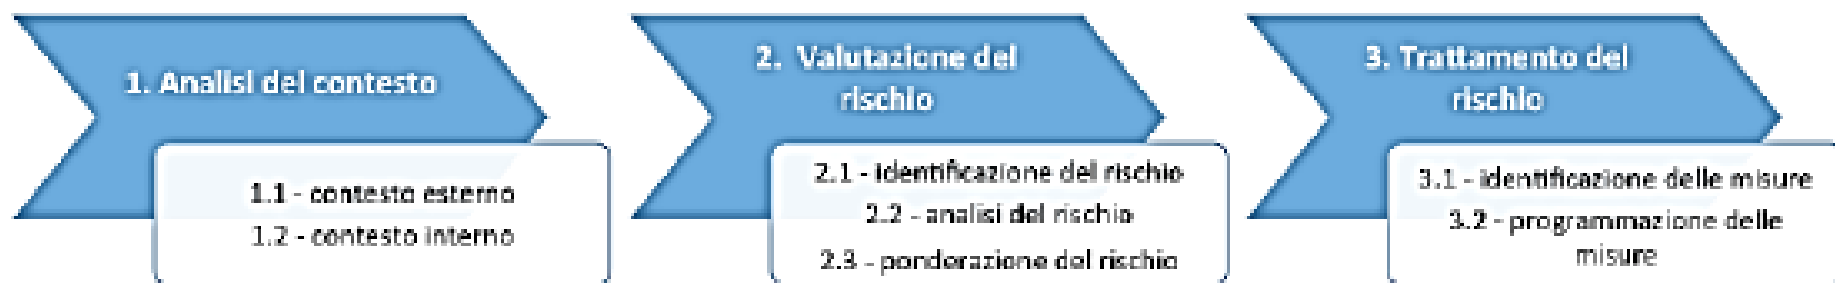 1. Analisi del contesto
1.1 - contesto esterno
1.2 - contesto interno
2. Valutazione del
rischio
2.1 - identificazione del rischio
2.2 - analisi del rischio
2.3 - ponderazione del rischio
3. Trattamento del
rischio
3.1 - identificazione delle misure
3.2 - programmazione delle
misure